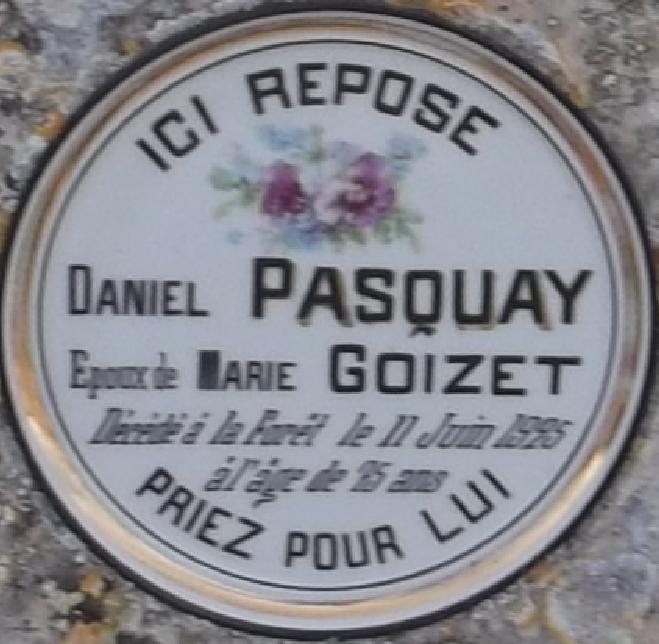 ICI REPOSE
DANIEL PASQUAY
Epoux de MARIE GOIZET
Décédé à la Forêt le 11 Juin
à l'âge de 75 ans
PRIEZ POUR LUI